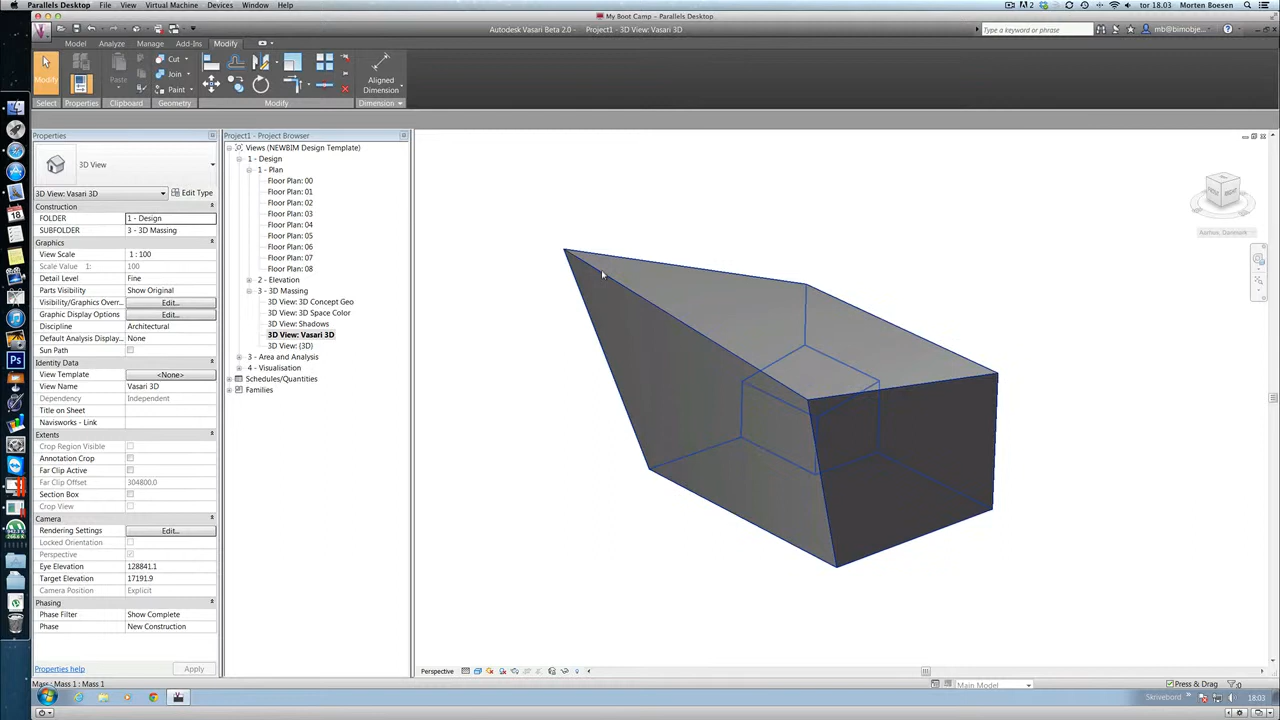 Parallels Desktop File Edit View Virtual Machine Devices Window Help
tor 18.03 Morten Boesen
My Boot Camp – Parallels Desktop
Autodesk Vasari Beta 2.0 - Project1 - 3D View: Vasari 3D
Type a keyword or phrase
mb@bimobje...
Model Analyze Manage Add-Ins Modify
Modify
Paste
Cut
Join
Paint
Aligned
Dimension
Select Properties Clipboard Geometry Modify Dimension
Properties
3D View
3D View: Vasari 3D
Edit Type
Construction
FOLDER 1 - Design
SUBFOLDER 3 - 3D Massing
Graphics
View Scale 1 : 100
Scale Value 1: 100
Detail Level Fine
Parts Visibility Show Original
Visibility/Graphics Overr... Edit...
Graphic Display Options Edit...
Discipline Architectural
Default Analysis Display... None
Sun Path
Identity Data
View Template <None>
View Name Vasari 3D
Dependency Independent
Title on Sheet
Navisworks - Link
Extents
Crop Region Visible
Annotation Crop
Far Clip Active
Far Clip Offset 304800.0
Section Box
Crop View
Camera
Rendering Settings Edit...
Locked Orientation
Perspective
Eye Elevation 128841.1
Target Elevation 17191.9
Camera Position Explicit
Phasing
Phase Filter Show Complete
Phase New Construction
Properties help
Apply
Project1 - Project Browser
Views (NEWBIM Design Template)
1 - Design
1 - Plan
Floor Plan: 00
Floor Plan: 01
Floor Plan: 02
Floor Plan: 03
Floor Plan: 04
Floor Plan: 05
Floor Plan: 06
Floor Plan: 07
Floor Plan: 08
2 - Elevation
3 - 3D Massing
3D View: 3D Concept Geo
3D View: 3D Space Color
3D View: Shadows
3D View: Vasari 3D
3D View: {3D}
3 - Area and Analysis
4 - Visualisation
Schedules/Quantities
Families
Aarhus, Danmark
Perspective
Mass : Mass 1 : Mass 1
Main Model
Press & Drag
:0
Skrivebord
18:03